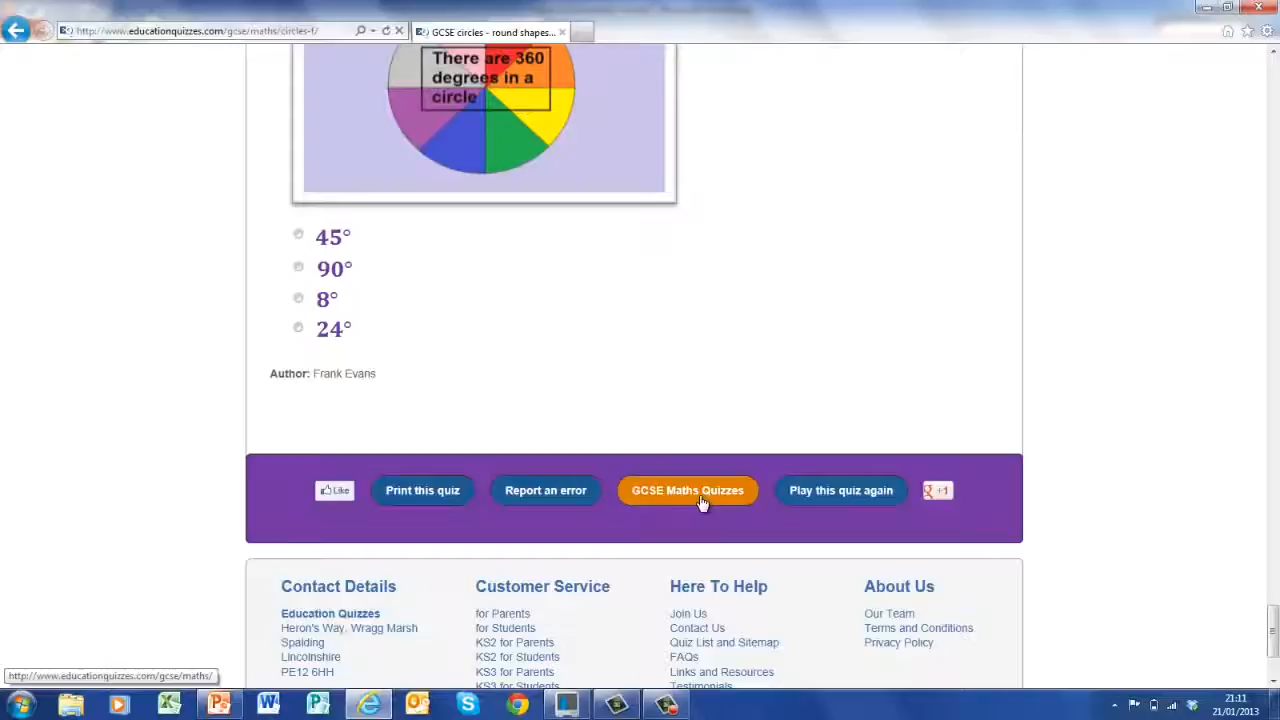 http://www.educationquizzes.com/gcse/maths/circles-f/
GCSE circles - round shapes...
There are 360
degrees in a
circle
45°
90°
8°
24°
Author: Frank Evans
Like
Print this quiz
Report an error
GCSE Maths Quizzes
Play this quiz again
+1
Contact Details
Customer Service
Here To Help
About Us
Education Quizzes
for Parents
Join Us
Our Team
Heron's Way, Wragg Marsh
for Students
Contact Us
Terms and Conditions
Spalding
KS2 for Parents
Quiz List and Sitemap
Privacy Policy
Lincolnshire
KS2 for Students
FAQs
PE12 6HH
KS3 for Parents
Links and Resources
KS3 for Students
Testimonials
http://www.educationquizzes.com/gcse/maths/
21:11
21/01/2013